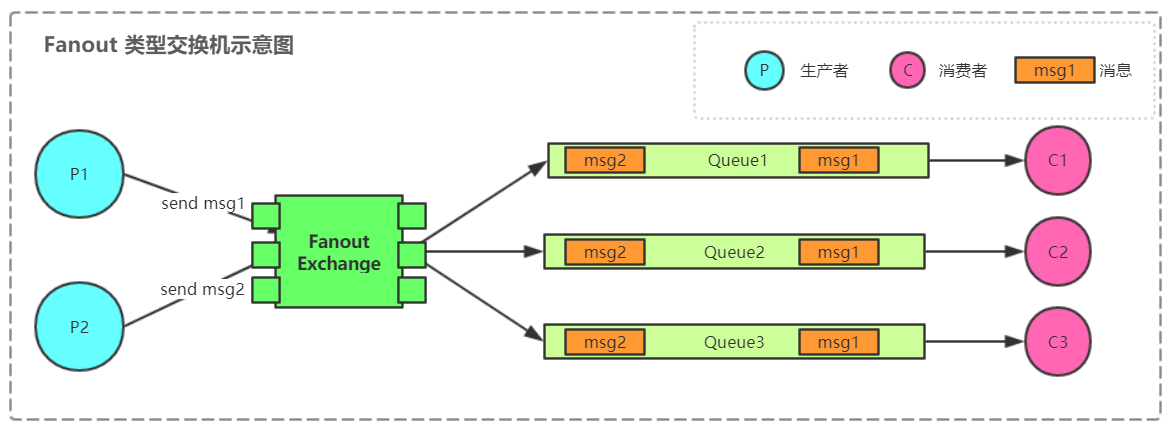 Fanout 类型交换机示意图
P 生产者 C 消费者 msg1 消息
P1
send msg1
Fanout
Exchange
P2
send msg2
msg2 Queue1 msg1
C1
msg2 Queue2 msg1
C2
msg2 Queue3 msg1
C3